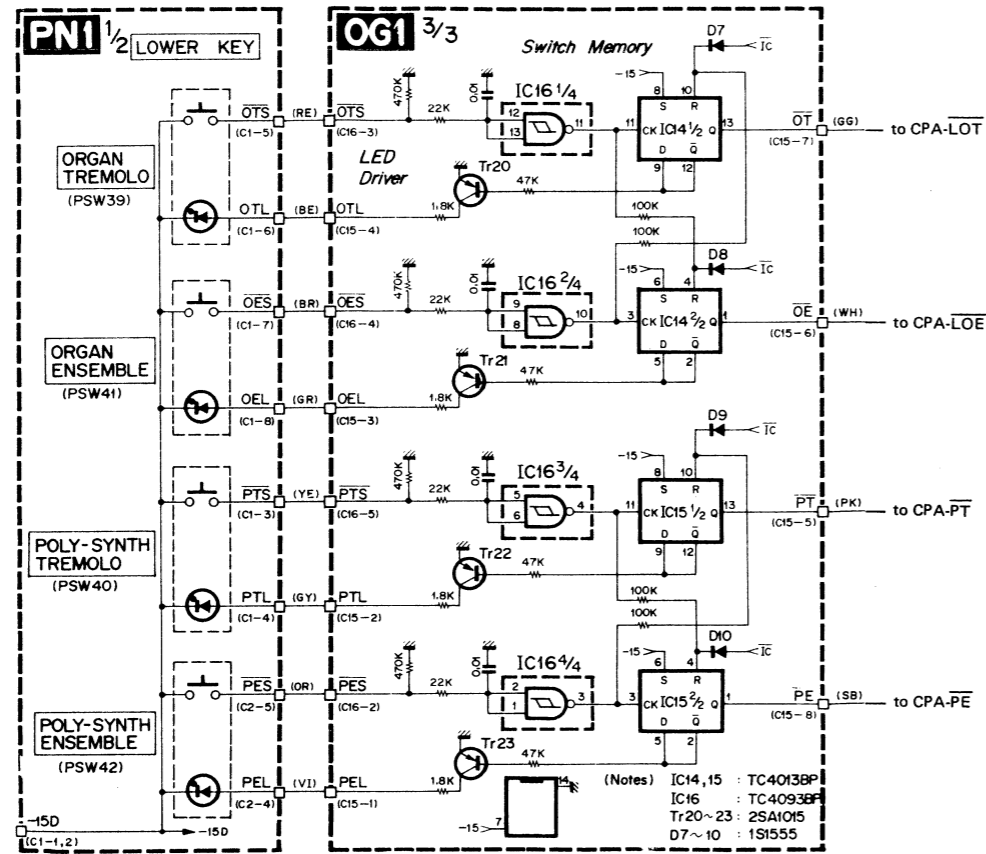 PN1 1/2 LOWER KEY
OG1 3/3
Switch Memory
D7
IC
-15
8 10
S R
470K
0.01
IC16 1/4
OTS (RE) OTS
(C1-5) (C16-3)
22K
12
13
11
11 CK IC14 1/2 Q 13
D Q
9 12
OT (GG)
(C15-7)
to CPA-LOT
ORGAN
TREMOLO
(PSW39)
LED
Driver
Tr20
47K
OTL (BE) OTL
(C1-6) (C15-4)
1.8K
100K
100K
D8
IC
-15
6 4
S R
470K
0.01
IC16 2/4
OES (BR) OES
(C1-7) (C16-4)
22K
9
8
10
3 CK IC14 2/2 Q 1
D Q
5 2
OE (WH)
(C15-6)
to CPA-LOE
ORGAN
ENSEMBLE
(PSW41)
Tr21
47K
OEL (GR) OEL
(C1-8) (C15-3)
1.8K
D9
IC
-15
8 10
S R
470K
0.01
IC16 3/4
PTS (YE) PTS
(C1-3) (C16-5)
22K
5
6
4
11 CK IC15 1/2 Q 13
D Q
9 12
PT (PK)
(C15-5)
to CPA-PT
POLY-SYNTH
TREMOLO
(PSW40)
Tr22
47K
PTL (GY) PTL
(C1-4) (C15-2)
1.8K
100K
100K
D10
IC
-15
6 4
S R
470K
0.01
IC16 4/4
PES (OR) PES
(C2-5) (C16-2)
22K
2
1
3
3 CK IC15 2/2 Q 1
D Q
5 2
PE (SB)
(C15-8)
to CPA-PE
POLY-SYNTH
ENSEMBLE
(PSW42)
Tr23
47K
PEL (VI) PEL
(C2-4) (C15-1)
1.8K
14
-15 7
-15D
(C1-1,2)
-15D
(Notes) IC14,15 : TC4013BP
IC16 : TC4093BP
Tr20~23 : 2SA1015
D7~10 : 1S1555